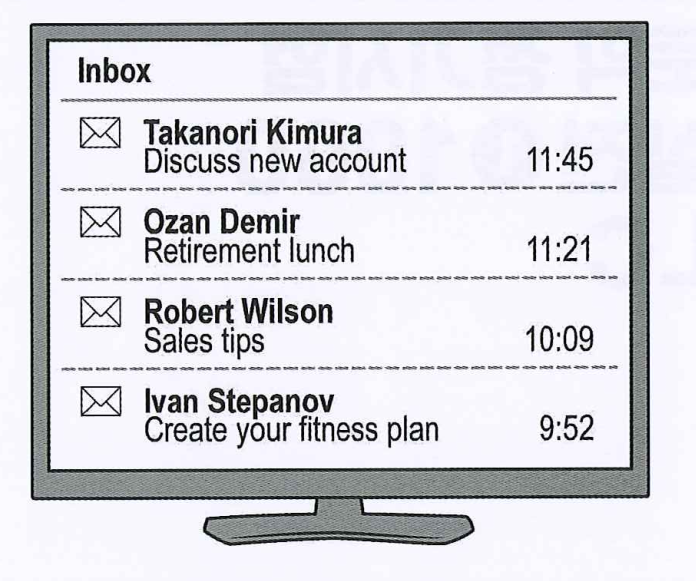 Inbox
Takanori Kimura
Discuss new account 11:45
Ozan Demir
Retirement lunch 11:21
Robert Wilson
Sales tips 10:09
Ivan Stepanov
Create your fitness plan 9:52